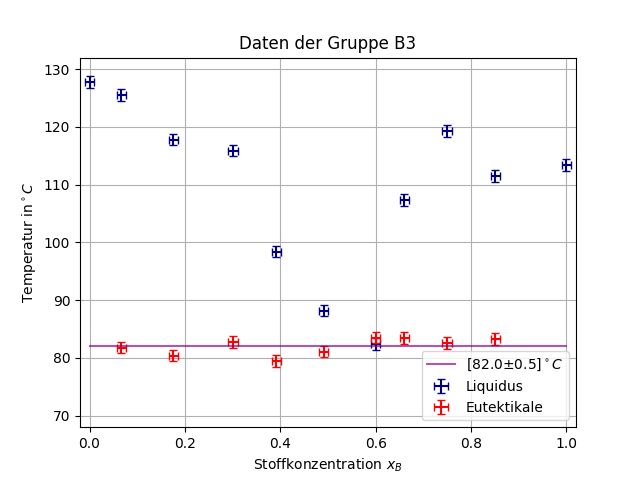 Daten der Gruppe B3
130
120
110
100
90
80
70
Temperatur in °C
0.0
0.2
0.4
0.6
0.8
1.0
Stoffkonzentration x_B
[82.0±0.5]°C
Liquidus
Eutektikale